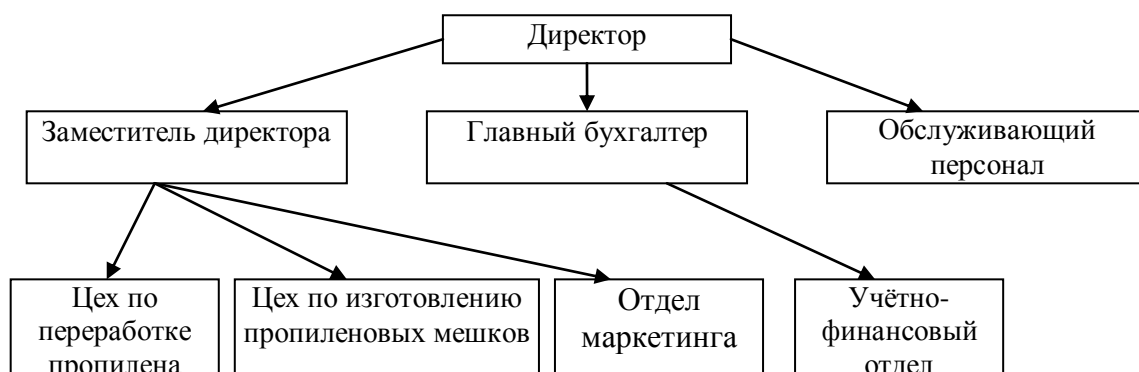 Директор
Заместитель директора
Главный бухгалтер
Обслуживающий
персонал
Цех по
переработке
пропилена
Цех по изготовлению
пропиленовых мешков
Отдел
маркетинга
Учётно-
финансовый
отдел